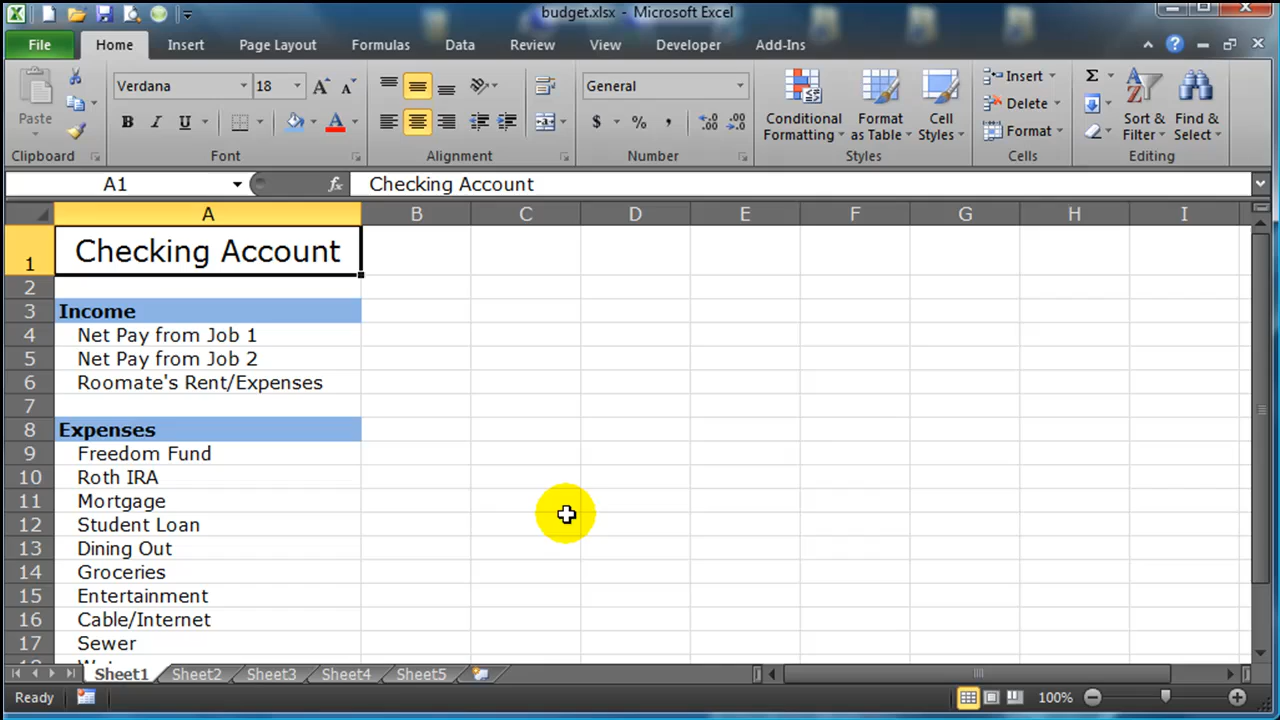 budget.xlsx - Microsoft Excel
File Home Insert Page Layout Formulas Data Review View Developer Add-Ins
Verdana 18 General Insert Σ
Paste Conditional Formatting Format as Table Cell Styles Delete Sort & Filter Find & Select
B I U A $ % , Format
Clipboard Font Alignment Number Styles Cells Editing
A1 fx Checking Account
A B C D E F G H I
1 Checking Account
2
3 Income
4 Net Pay from Job 1
5 Net Pay from Job 2
6 Roomate's Rent/Expenses
7
8 Expenses
9 Freedom Fund
10 Roth IRA
11 Mortgage
12 Student Loan
13 Dining Out
14 Groceries
15 Entertainment
16 Cable/Internet
17 Sewer
Sheet1 Sheet2 Sheet3 Sheet4 Sheet5
Ready 100%